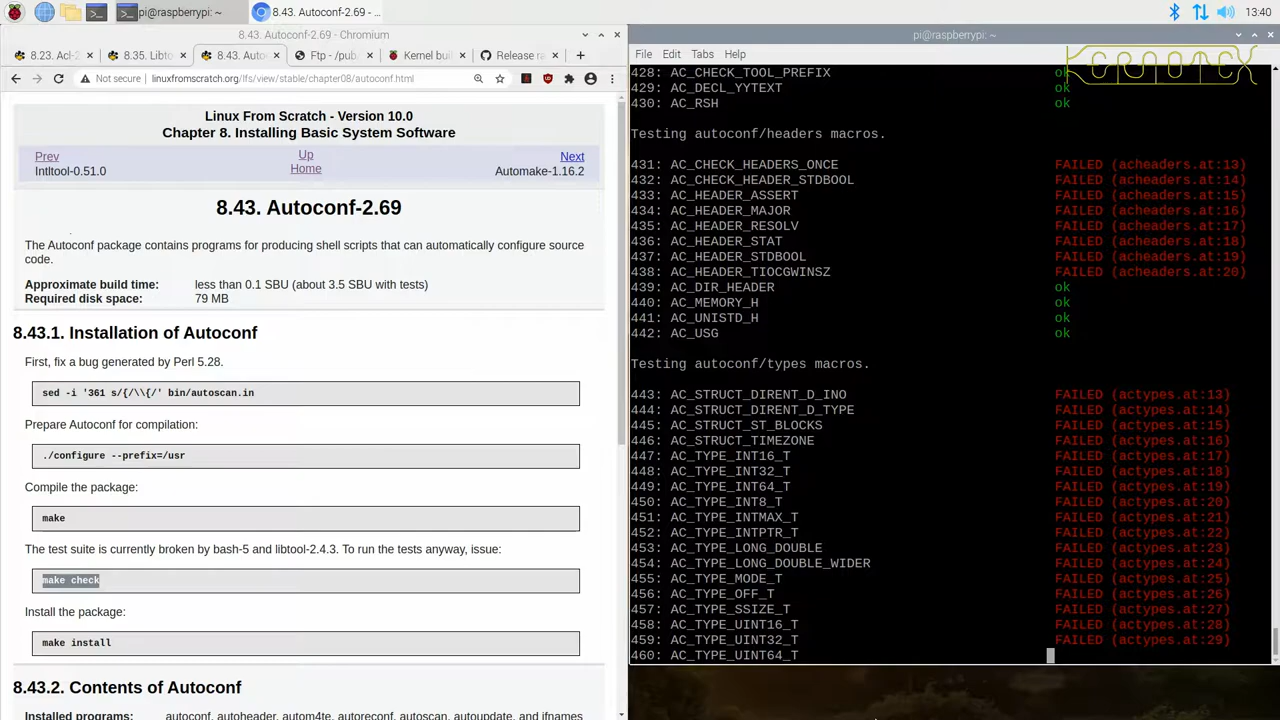 pi@raspberrypi: ~
8.43. Autoconf-2.69 - ...
13:40
8.43. Autoconf-2.69 - Chromium
8.23. Acl-2
8.35. Libto
8.43. Autoc
Ftp - /pub/
Kernel buil
Release ra
Not secure | linuxfromscratch.org/lfs/view/stable/chapter08/autoconf.html
Linux From Scratch - Version 10.0
Chapter 8. Installing Basic System Software
Prev
Up
Next
Intltool-0.51.0
Home
Automake-1.16.2
8.43. Autoconf-2.69
The Autoconf package contains programs for producing shell scripts that can automatically configure source
code.
Approximate build time: less than 0.1 SBU (about 3.5 SBU with tests)
Required disk space: 79 MB
8.43.1. Installation of Autoconf
First, fix a bug generated by Perl 5.28.
sed -i '361 s/{/\\{/' bin/autoscan.in
Prepare Autoconf for compilation:
./configure --prefix=/usr
Compile the package:
make
The test suite is currently broken by bash-5 and libtool-2.4.3. To run the tests anyway, issue:
make check
Install the package:
make install
8.43.2. Contents of Autoconf
Installed programs: autoconf, autoheader, autom4te, autoreconf, autoscan, autoupdate, and ifnames
pi@raspberrypi: ~
File Edit Tabs Help
428: AC_CHECK_TOOL_PREFIX ok
429: AC_DECL_YYTEXT ok
430: AC_RSH ok
Testing autoconf/headers macros.
431: AC_CHECK_HEADERS_ONCE FAILED (acheaders.at:13)
432: AC_CHECK_HEADER_STDBOOL FAILED (acheaders.at:14)
433: AC_HEADER_ASSERT FAILED (acheaders.at:15)
434: AC_HEADER_MAJOR FAILED (acheaders.at:16)
435: AC_HEADER_RESOLV FAILED (acheaders.at:17)
436: AC_HEADER_STAT FAILED (acheaders.at:18)
437: AC_HEADER_STDBOOL FAILED (acheaders.at:19)
438: AC_HEADER_TIOCGWINSZ FAILED (acheaders.at:20)
439: AC_DIR_HEADER ok
440: AC_MEMORY_H ok
441: AC_UNISTD_H ok
442: AC_USG ok
Testing autoconf/types macros.
443: AC_STRUCT_DIRENT_D_INO FAILED (actypes.at:13)
444: AC_STRUCT_DIRENT_D_TYPE FAILED (actypes.at:14)
445: AC_STRUCT_ST_BLOCKS FAILED (actypes.at:15)
446: AC_STRUCT_TIMEZONE FAILED (actypes.at:16)
447: AC_TYPE_INT16_T FAILED (actypes.at:17)
448: AC_TYPE_INT32_T FAILED (actypes.at:18)
449: AC_TYPE_INT64_T FAILED (actypes.at:19)
450: AC_TYPE_INT8_T FAILED (actypes.at:20)
451: AC_TYPE_INTMAX_T FAILED (actypes.at:21)
452: AC_TYPE_INTPTR_T FAILED (actypes.at:22)
453: AC_TYPE_LONG_DOUBLE FAILED (actypes.at:23)
454: AC_TYPE_LONG_DOUBLE_WIDER FAILED (actypes.at:24)
455: AC_TYPE_MODE_T FAILED (actypes.at:25)
456: AC_TYPE_OFF_T FAILED (actypes.at:26)
457: AC_TYPE_SSIZE_T FAILED (actypes.at:27)
458: AC_TYPE_UINT16_T FAILED (actypes.at:28)
459: AC_TYPE_UINT32_T FAILED (actypes.at:29)
460: AC_TYPE_UINT64_T